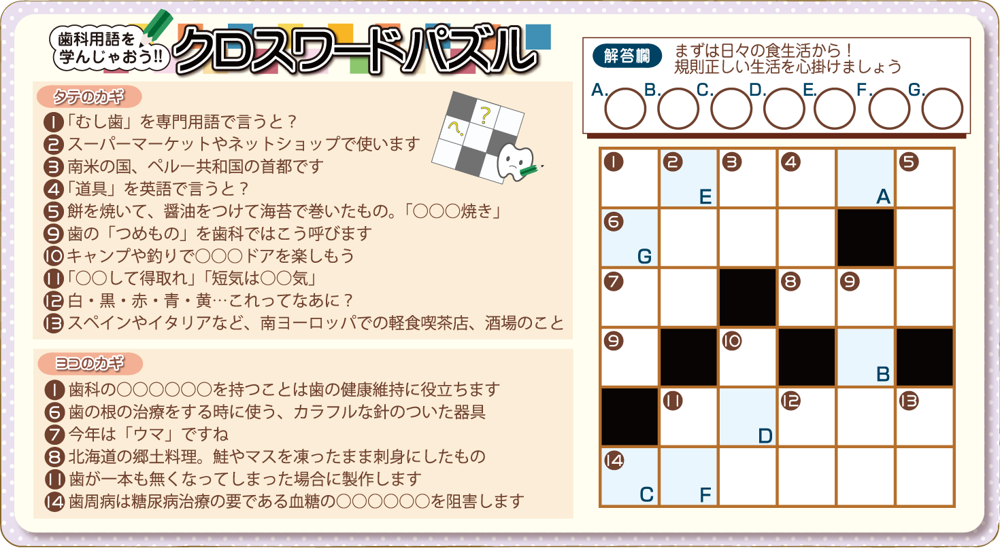 歯科用語を
学んじゃおう!!
クロスワードパズル
タテのカギ
1「むし歯」を専門用語で言うと？
2 スーパーマーケットやネットショップで使います
3 南米の国、ペルー共和国の首都です
4「道具」を英語で言うと？
5 餅を焼いて、醤油をつけて海苔で巻いたもの。「○○○焼き」
9 歯の「つめもの」を歯科ではこう呼びます
10 キャンプや釣りで○○○ドアを楽しもう
11「○○して得取れ」「短気は○○気」
12 白・黒・赤・青・黄…これってなあに？
13 スペインやイタリアなど、南ヨーロッパでの軽食喫茶店、酒場のこと
ヨコのカギ
1 歯科の○○○○○○を持つことは歯の健康維持に役立ちます
6 歯の根の治療をする時に使う、カラフルな針のついた器具
7 今年は「ウマ」ですね
8 北海道の郷土料理。鮭やマスを凍ったまま刺身にしたもの
11 歯が一本も無くなってしまった場合に製作します
14 歯周病は糖尿病治療の要である血糖の○○○○○○を阻害します
? ?
解答欄
まずは日々の食生活から！
規則正しい生活を心掛けましょう
A. B. C. D. E. F. G.
1 2 3 4 5
E A
6
G
7 8 9
9 10
B
11 12 13
D
14
C F